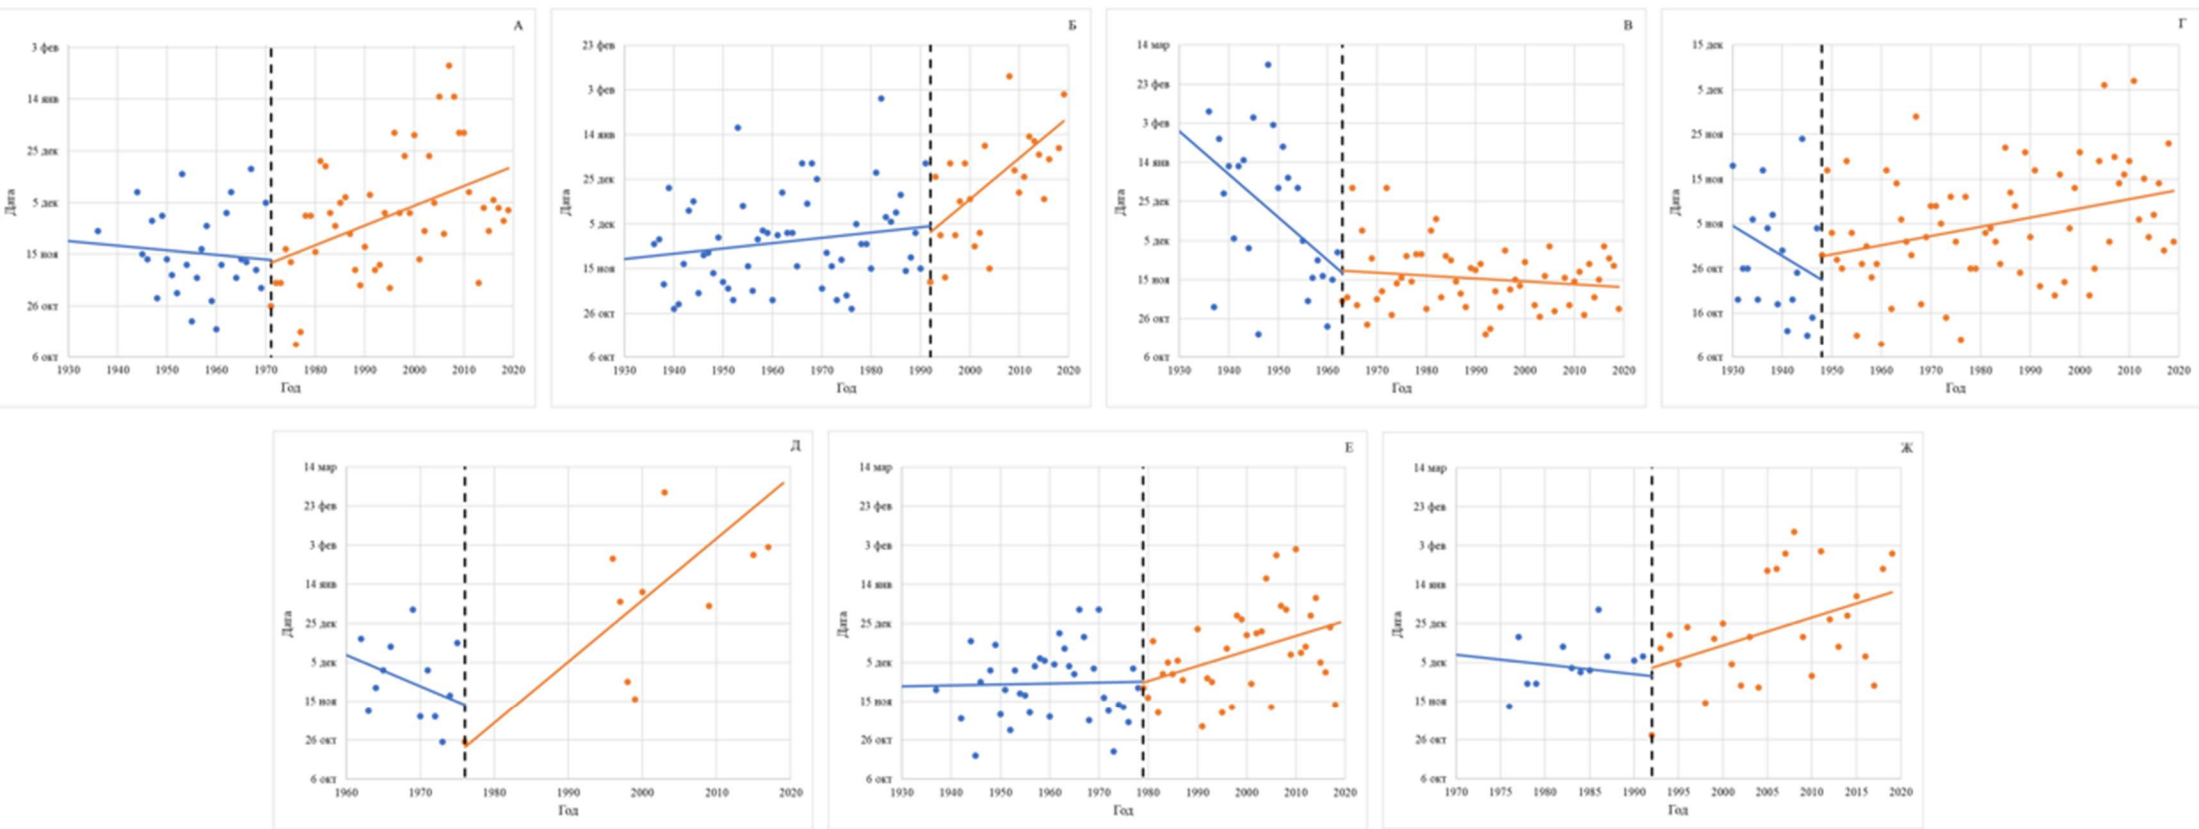 А
3 фев
14 янв
25 дек
5 дек
15 ноя
26 окт
6 окт
Дата
1930 1940 1950 1960 1970 1980 1990 2000 2010 2020
Год
Б
23 фев
3 фев
14 янв
25 дек
5 дек
15 ноя
26 окт
6 окт
Дата
1930 1940 1950 1960 1970 1980 1990 2000 2010 2020
Год
В
14 мар
23 фев
3 фев
14 янв
25 дек
5 дек
15 ноя
26 окт
6 окт
Дата
1930 1940 1950 1960 1970 1980 1990 2000 2010 2020
Год
Г
15 дек
5 дек
25 ноя
15 ноя
5 ноя
26 окт
16 окт
6 окт
Дата
1930 1940 1950 1960 1970 1980 1990 2000 2010 2020
Год
Д
14 мар
23 фев
3 фев
14 янв
25 дек
5 дек
15 ноя
26 окт
6 окт
Дата
1960 1970 1980 1990 2000 2010 2020
Год
Е
14 мар
23 фев
3 фев
14 янв
25 дек
5 дек
15 ноя
26 окт
6 окт
Дата
1930 1940 1950 1960 1970 1980 1990 2000 2010 2020
Год
Ж
14 мар
23 фев
3 фев
14 янв
25 дек
5 дек
15 ноя
26 окт
6 окт
Дата
1970 1975 1980 1985 1990 1995 2000 2005 2010 2015 2020
Год